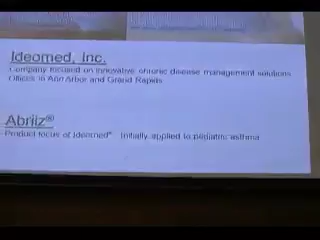 Ideomed, Inc.
Company focused on innovative chronic disease management solutions
Offices in Ann Arbor and Grand Rapids
Abriiz®
Product focus of Ideomed® Initially applied to pediatric asthma